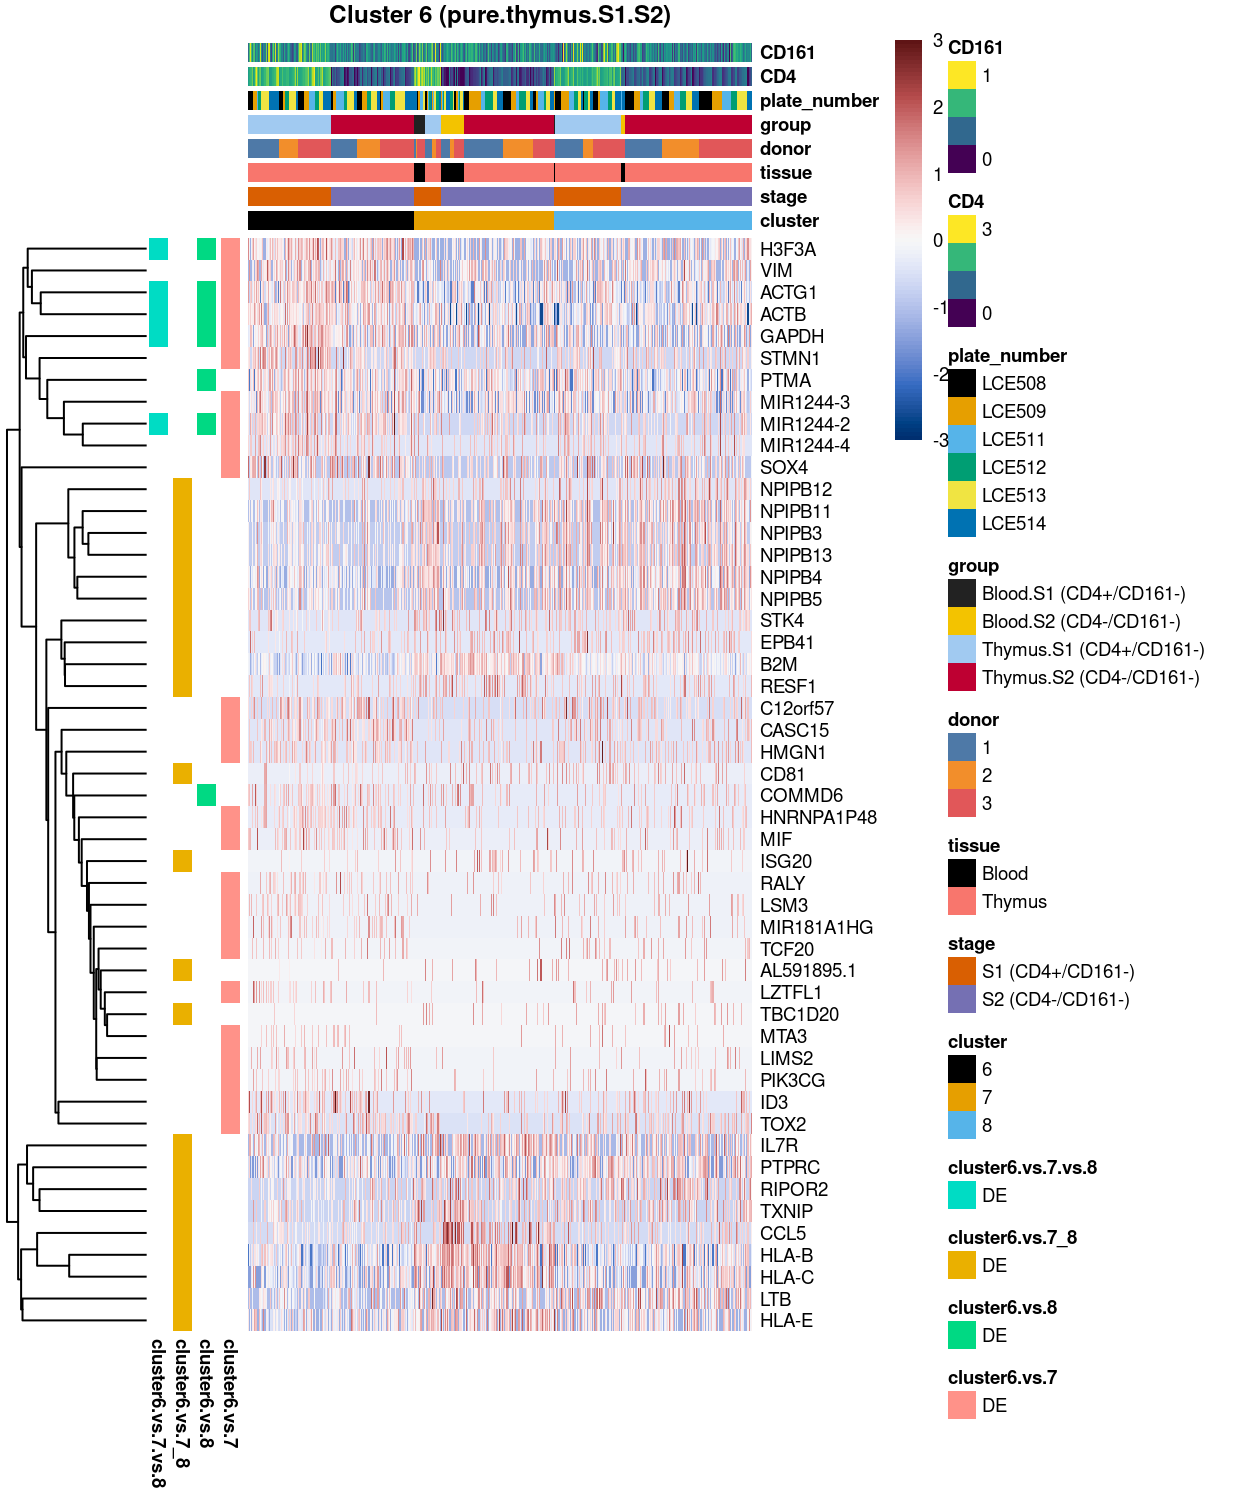 Cluster 6 (pure.thymus.S1.S2)
CD161
CD4
plate_number
group
donor
tissue
stage
cluster
H3F3A
VIM
ACTG1
ACTB
GAPDH
STMN1
PTMA
MIR1244-3
MIR1244-2
MIR1244-4
SOX4
NPIPB12
NPIPB11
NPIPB3
NPIPB13
NPIPB4
NPIPB5
STK4
EPB41
B2M
RESF1
C12orf57
CASC15
HMGN1
CD81
COMMD6
HNRNPA1P48
MIF
ISG20
RALY
LSM3
MIR181A1HG
TCF20
AL591895.1
LZTFL1
TBC1D20
MTA3
LIMS2
PIK3CG
ID3
TOX2
IL7R
PTPRC
RIPOR2
TXNIP
CCL5
HLA-B
HLA-C
LTB
HLA-E
cluster6.vs.7.vs.8
cluster6.vs.7_8
cluster6.vs.8
cluster6.vs.7
3
2
1
0
-1
-2
-3
CD161
1
0
CD4
3
0
plate_number
LCE508
LCE509
LCE511
LCE512
LCE513
LCE514
group
Blood.S1 (CD4+/CD161-)
Blood.S2 (CD4-/CD161-)
Thymus.S1 (CD4+/CD161-)
Thymus.S2 (CD4-/CD161-)
donor
1
2
3
tissue
Blood
Thymus
stage
S1 (CD4+/CD161-)
S2 (CD4-/CD161-)
cluster
6
7
8
cluster6.vs.7.vs.8
DE
cluster6.vs.7_8
DE
cluster6.vs.8
DE
cluster6.vs.7
DE